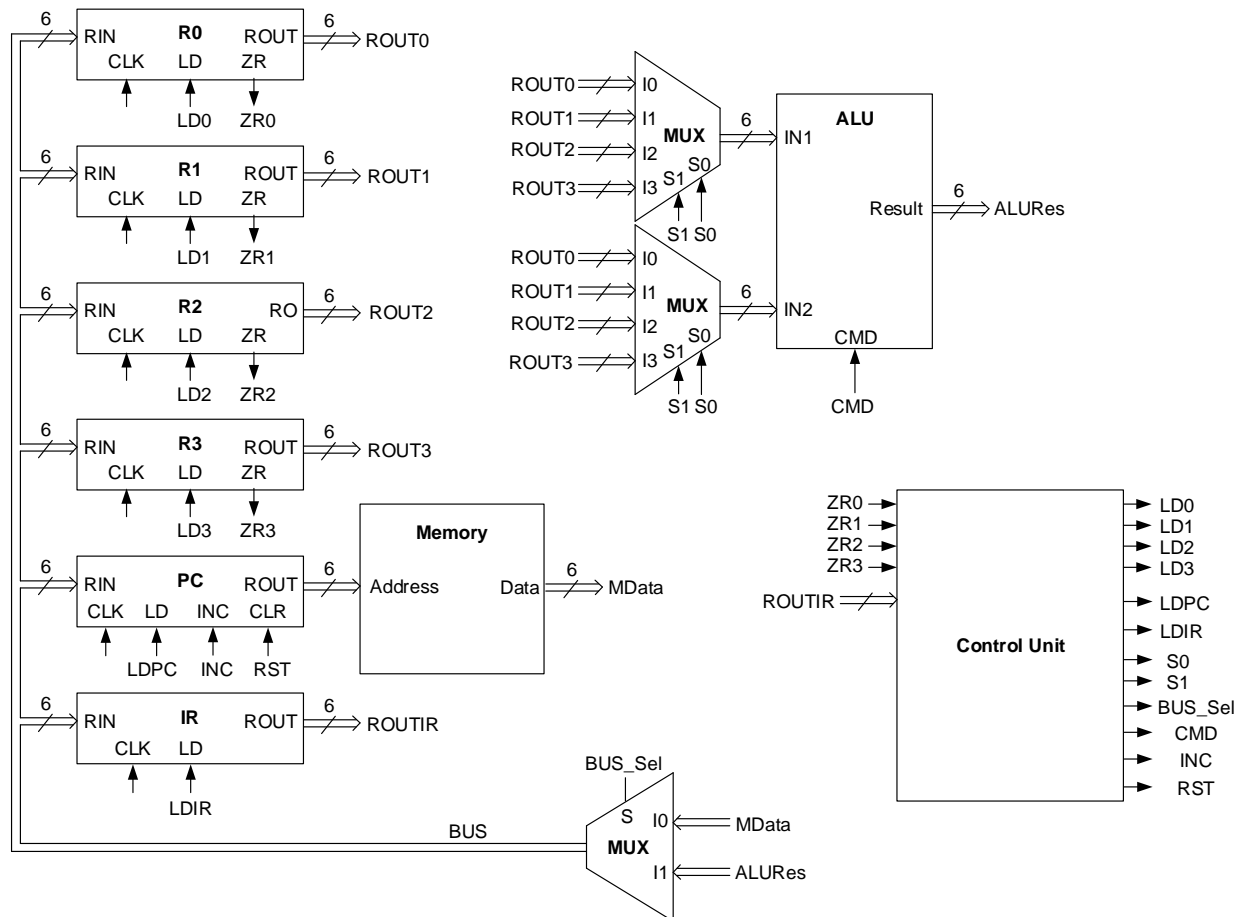 6
RIN
R0
ROUT
CLK
LD
ZR
6
ROUT0
LD0
ZR0
6
RIN
R1
ROUT
CLK
LD
ZR
6
ROUT1
LD1
ZR1
6
RIN
R2
RO
CLK
LD
ZR
6
ROUT2
LD2
ZR2
6
RIN
R3
ROUT
CLK
LD
ZR
6
ROUT3
LD3
ZR3
6
RIN
PC
ROUT
CLK
LD
INC
CLR
6
LDPC
INC
RST
Memory
Address
Data
6
MData
6
RIN
IR
ROUT
CLK
LD
6
ROUTIR
LDIR
ROUT0
ROUT1
ROUT2
ROUT3
I0
I1
I2
I3
MUX
S1
S0
S1
S0
6
ROUT0
ROUT1
ROUT2
ROUT3
I0
I1
I2
I3
MUX
S1
S0
S1
S0
6
ALU
IN1
IN2
Result
CMD
CMD
6
ALURes
ZR0
ZR1
ZR2
ZR3
ROUTIR
Control Unit
LD0
LD1
LD2
LD3
LDPC
LDIR
S0
S1
BUS_Sel
CMD
INC
RST
BUS_Sel
S
I0
MUX
I1
MData
ALURes
BUS